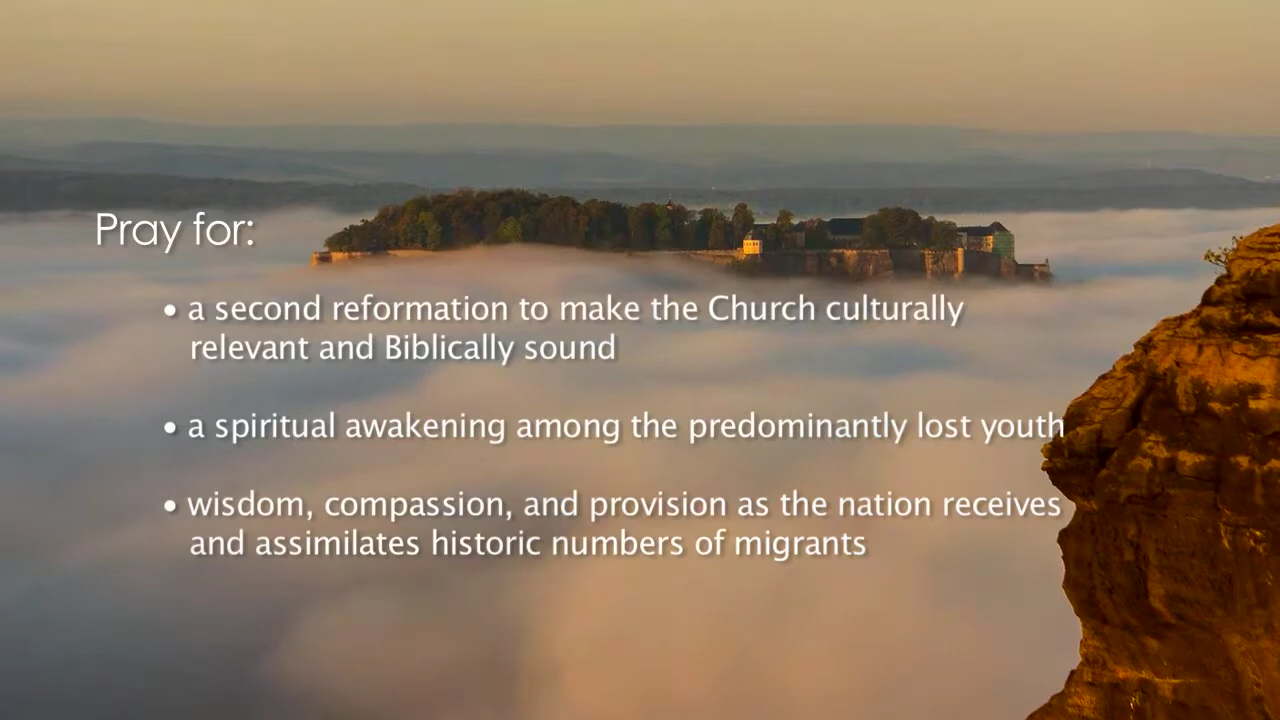 Pray for:
• a second reformation to make the Church culturally
relevant and Biblically sound
• a spiritual awakening among the predominantly lost youth
• wisdom, compassion, and provision as the nation receives
and assimilates historic numbers of migrants